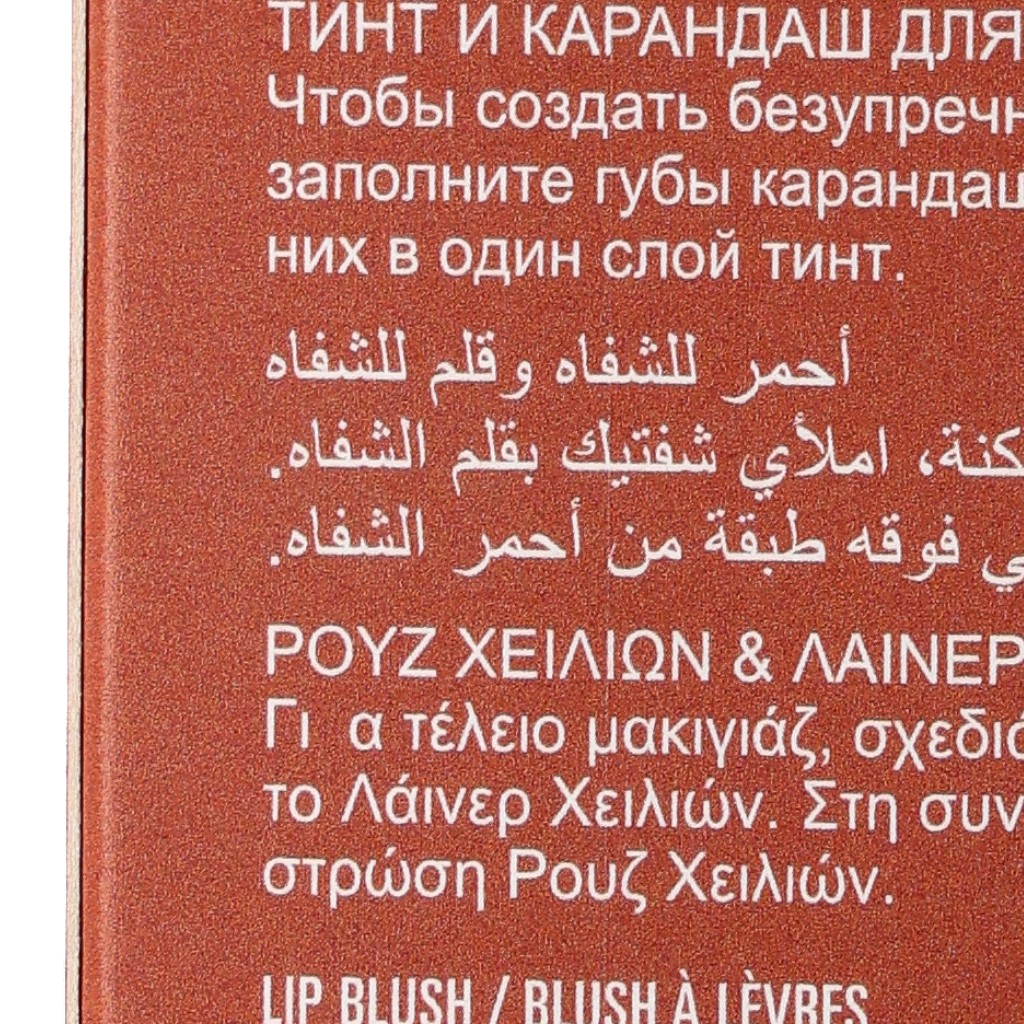 ТИНТ И КАРАНДАШ ДЛЯ
Чтобы создать безупречн
заполните губы карандаш
них в один слой тинт.
أحمر للشفاه وقلم للشفاه
كنة، املأي شفتيك بقلم الشفاه.
ي فوقه طبقة من أحمر الشفاه.
ΡΟΥΖ ΧΕΙΛΙΩΝ & ΛΑΙΝΕΡ
Γι α τέλειο μακιγιάζ, σχεδιά
το Λάινερ Χειλιών. Στη συν
στρώση Ρουζ Χειλιών.
LIP BLUSH / BLUSH À LÈVRES